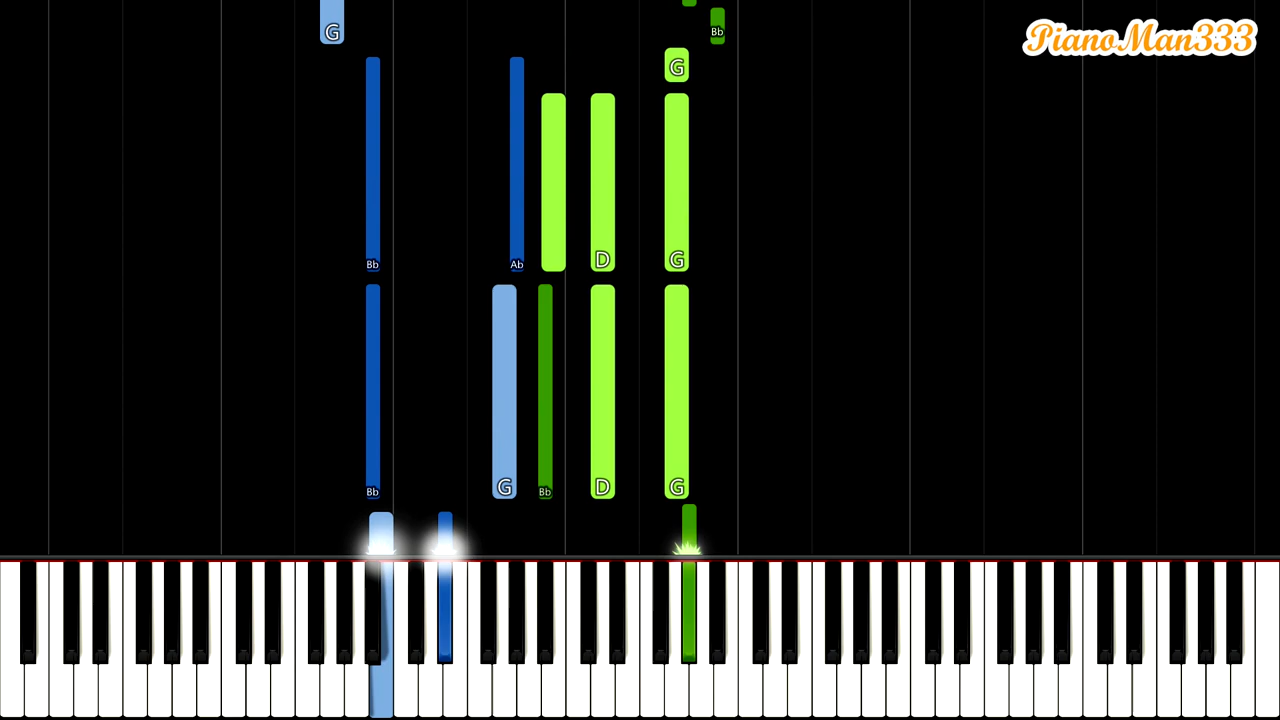 G
Bb
PianoMan333
G
Bb Ab D G
Bb G Bb D G